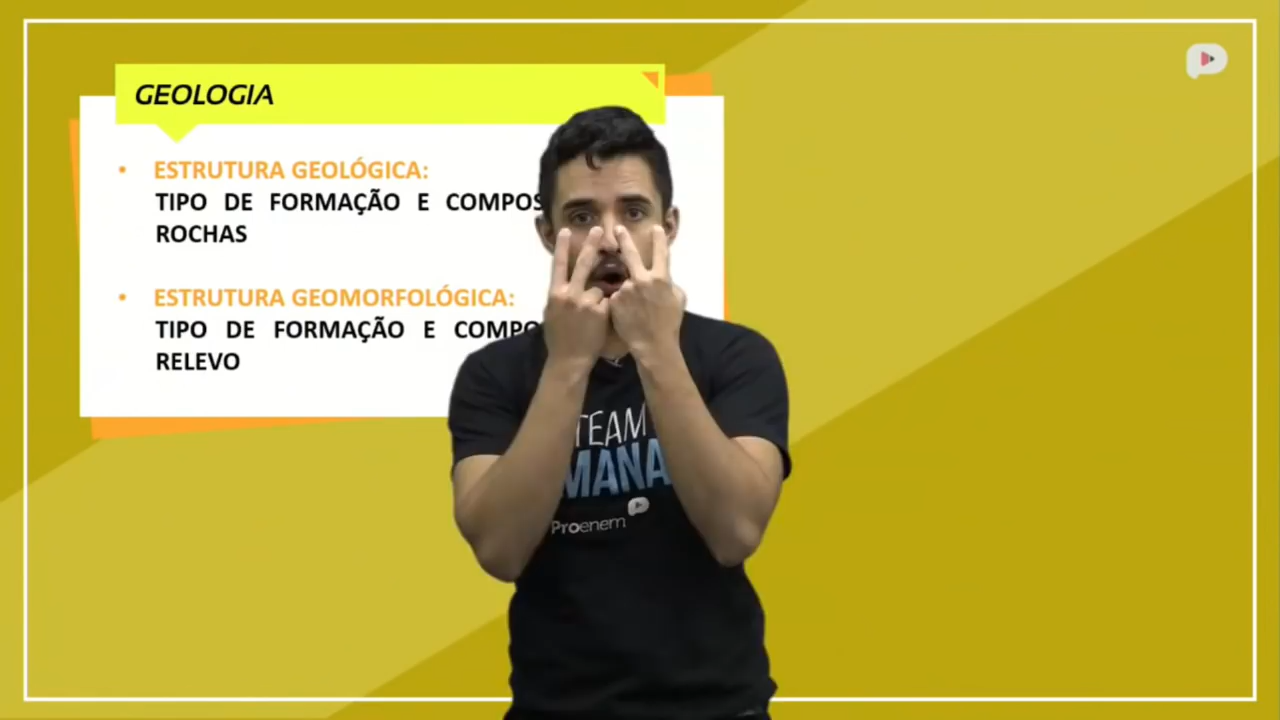 GEOLOGIA
• ESTRUTURA GEOLÓGICA:
TIPO DE FORMAÇÃO E COMPOS
ROCHAS
• ESTRUTURA GEOMORFOLÓGICA:
TIPO DE FORMAÇÃO E COMPO
RELEVO
TEAM
MANA
Proenem